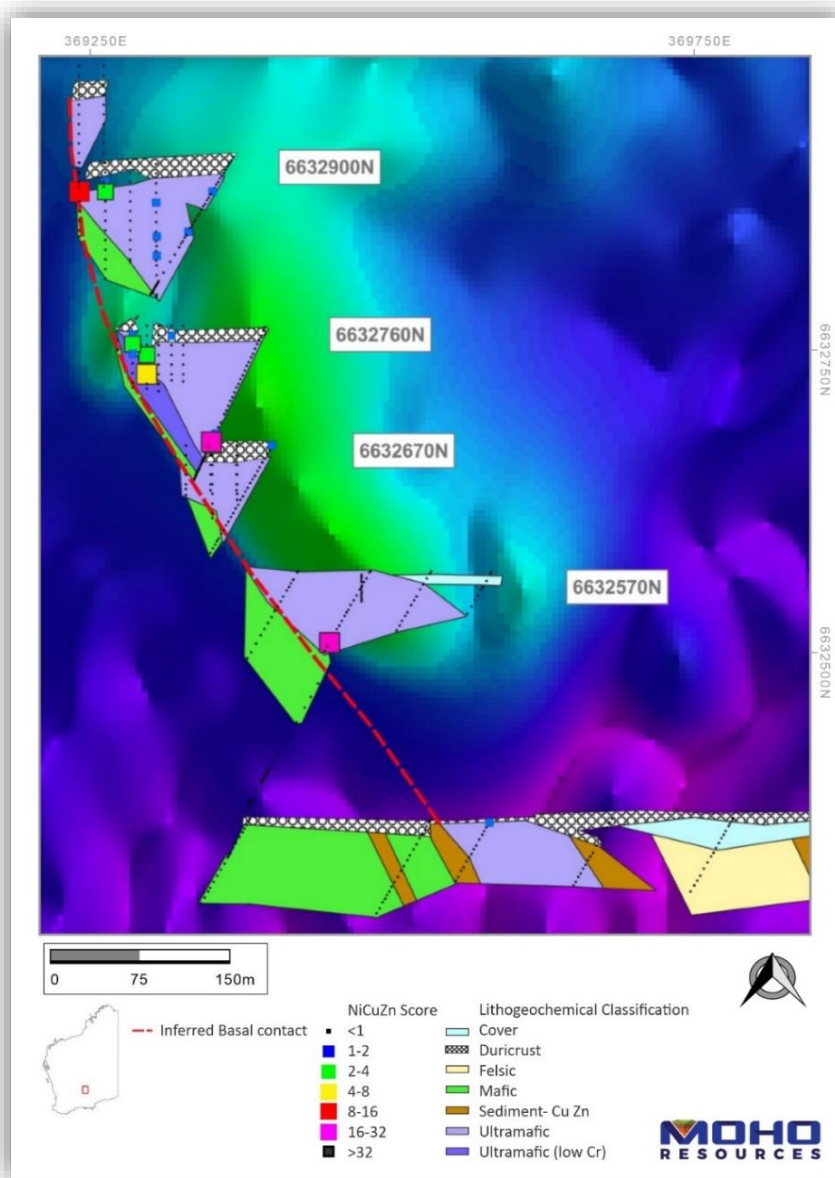 369250E
369750E
6632900N
6632760N
6632750N
6632670N
6632570N
6632500N
0 75 150m
Inferred Basal contact
NiCuZn Score
<1
1-2
2-4
4-8
8-16
16-32
>32
Lithogeochemical Classification
Cover
Duricrust
Felsic
Mafic
Sediment- Cu Zn
Ultramafic
Ultramafic (low Cr)
MOHO
RESOURCES